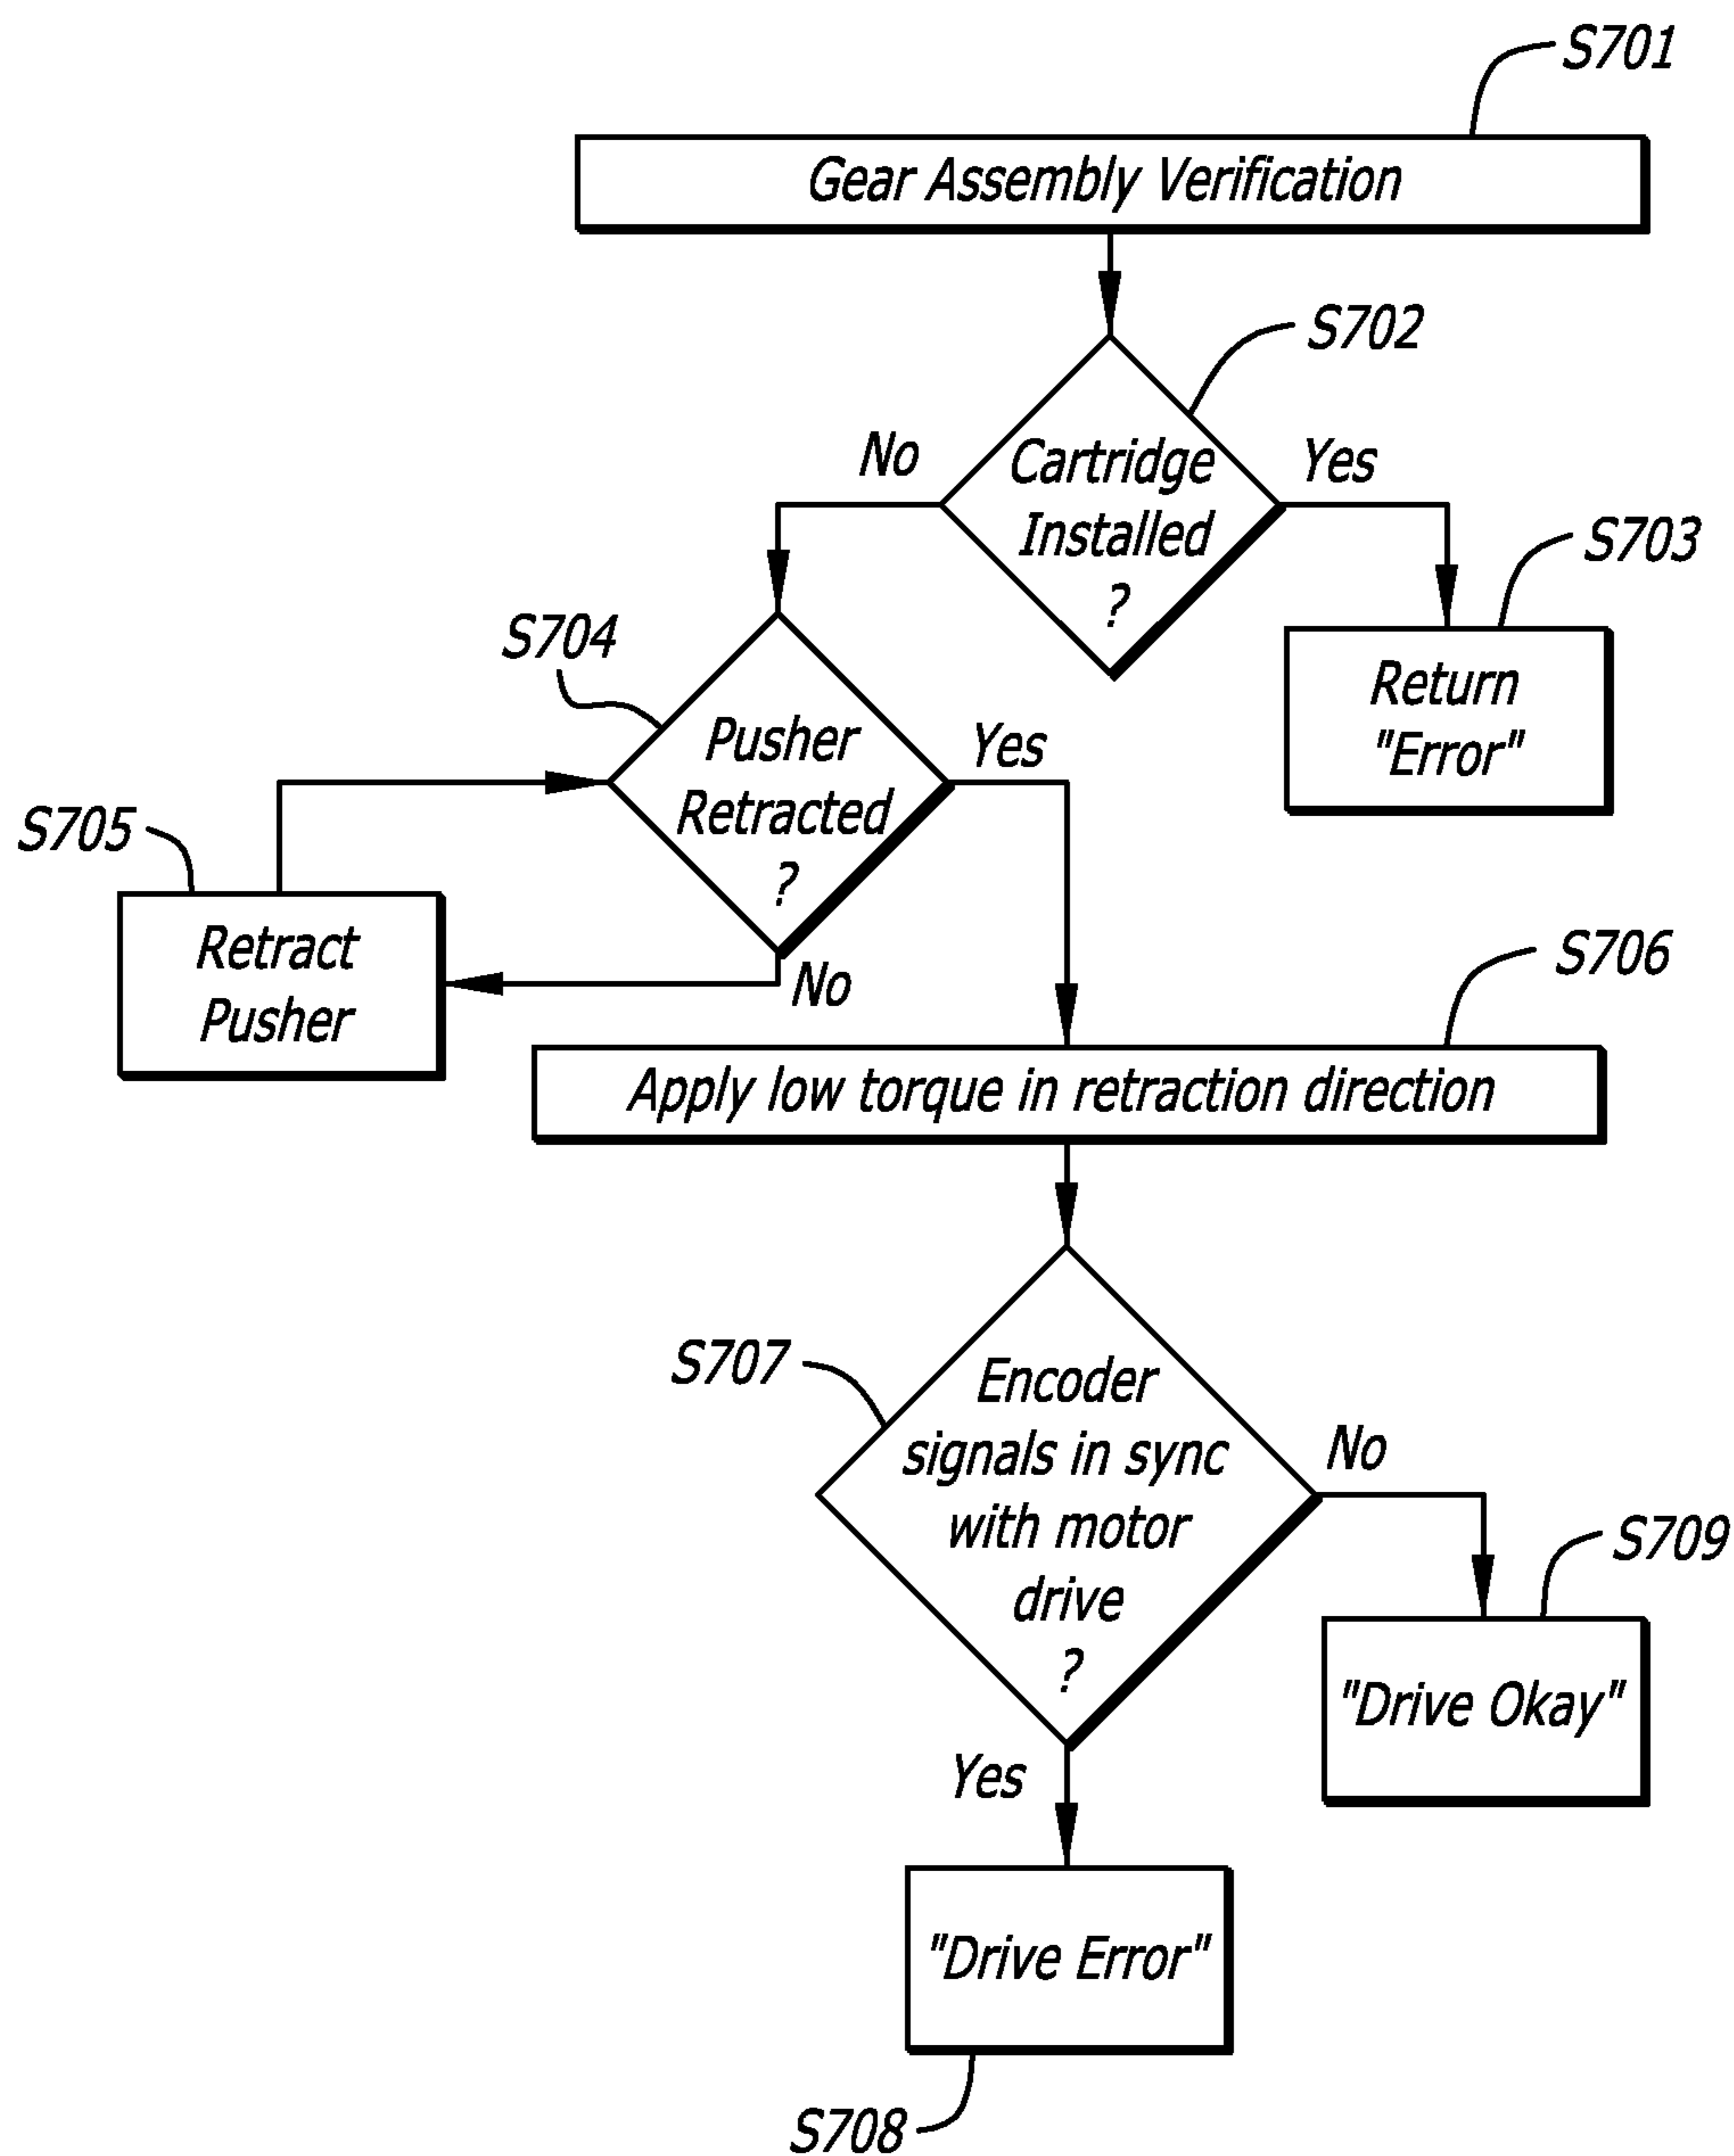 S701
Gear Assembly Verification
S702
No
Cartridge
Installed
?
Yes
S703
Return
"Error"
S704
Pusher
Retracted
?
Yes
No
S705
Retract
Pusher
S706
Apply low torque in retraction direction
S707
Encoder
signals in sync
with motor
drive
?
No
S709
"Drive Okay"
Yes
"Drive Error"
S708